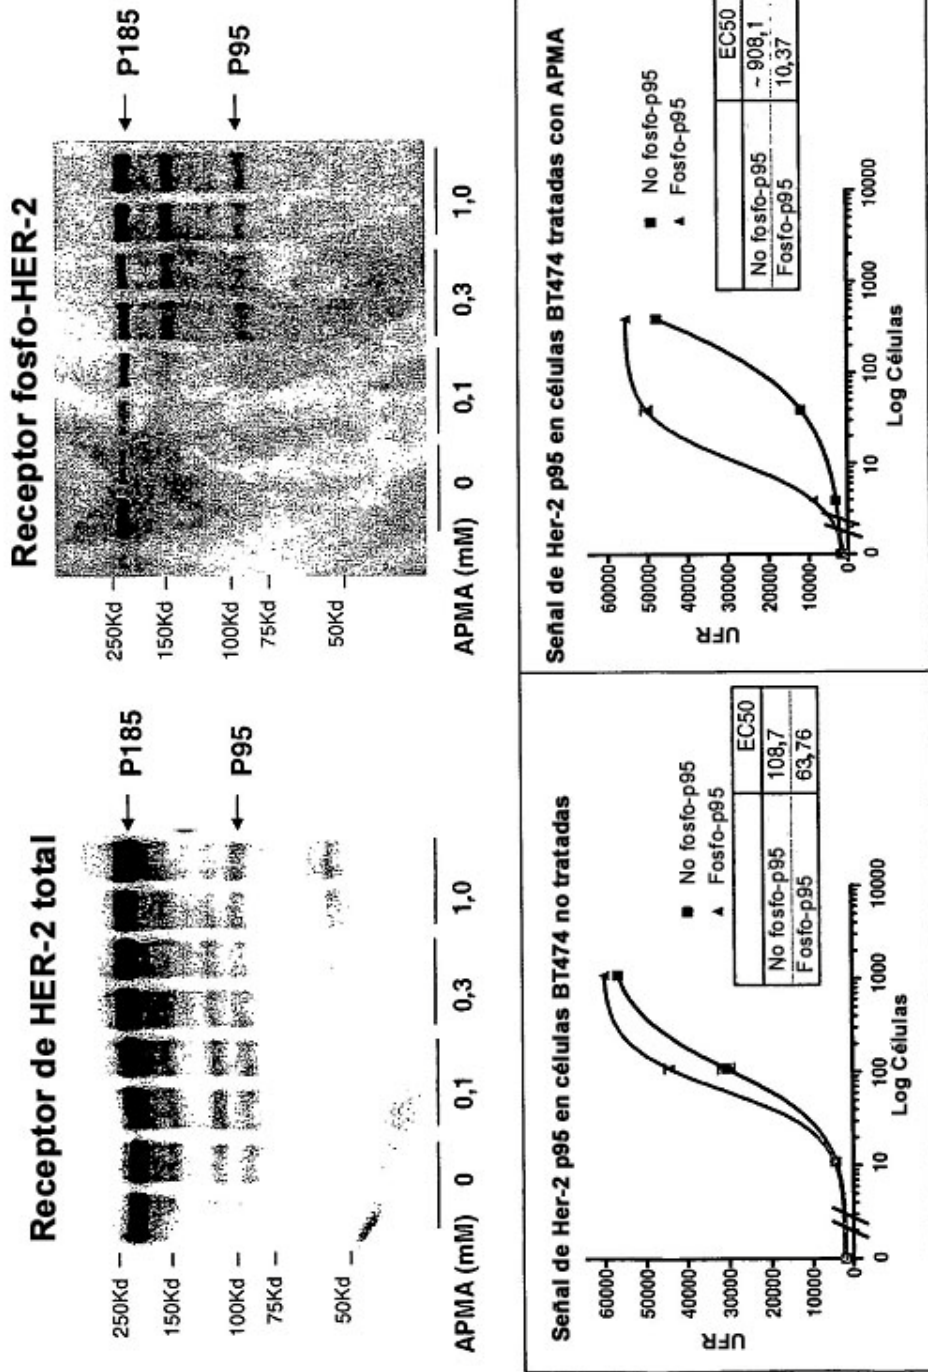 Receptor de HER-2 total
250Kd
150Kd
100Kd
75Kd
50Kd
P185
P95
APMA (mM) 0 0,1 0,3 1,0
Receptor fosfo-HER-2
250Kd
150Kd
100Kd
75Kd
50Kd
P185
P95
APMA (mM) 0 0,1 0,3 1,0
Señal de Her-2 p95 en células BT474 no tratadas
UFR
60000
50000
40000
30000
20000
10000
0
0 10 100 1000 10000
Log Células
No fosfo-p95
Fosfo-p95
EC50
No fosfo-p95 108,7
Fosfo-p95 63,76
Señal de Her-2 p95 en células BT474 tratadas con APMA
UFR
60000
50000
40000
30000
20000
10000
0
0 10 100 1000 10000
Log Células
No fosfo-p95
Fosfo-p95
EC50
No fosfo-p95 ~ 908,1
Fosfo-p95 10,37